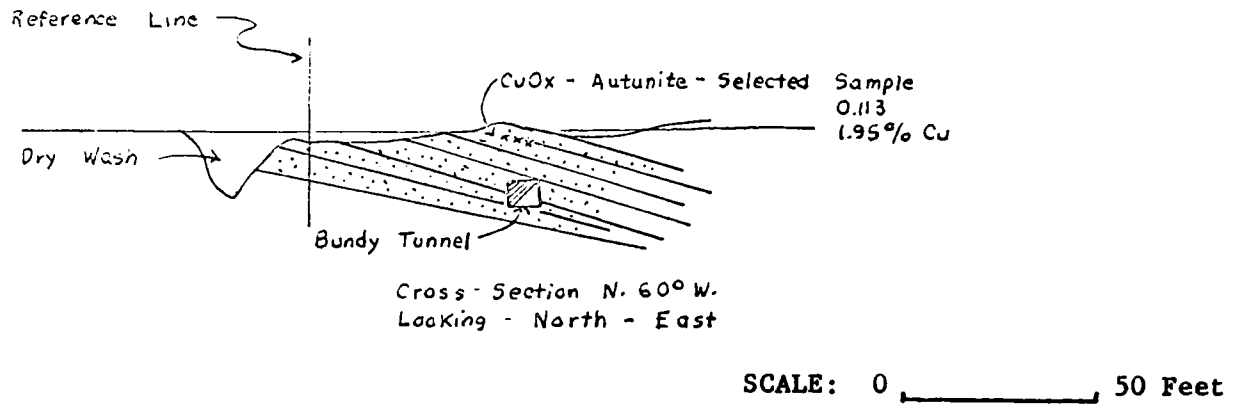 Reference Line
CuOx - Autunite - Selected Sample
0.113
1.95% Cu
Dry Wash
Bundy Tunnel
Cross - Section N. 60° W.
Looking - North - East
SCALE: 0 50 Feet